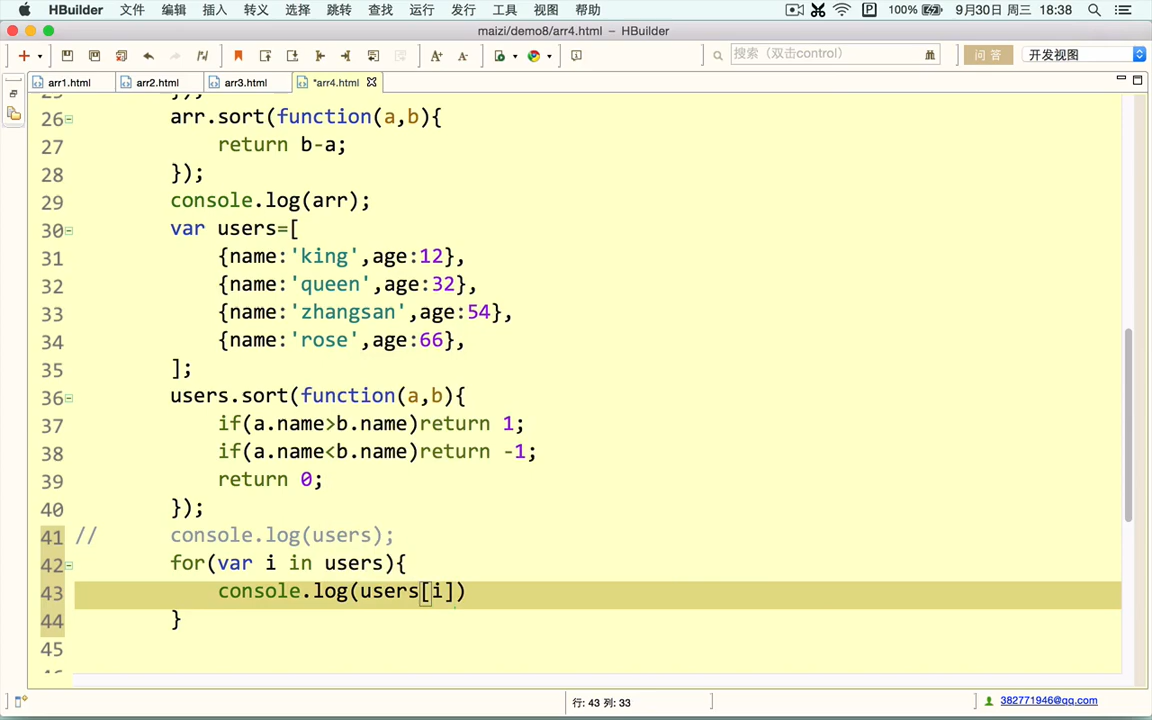 HBuilder 文件 编辑 插入 转义 选择 跳转 查找 运行 发行 工具 视图 帮助 100% 9月30日 周三 18:38
maizi/demo8/arr4.html – HBuilder
搜索（双击control） 问 答 开发视图
arr1.html arr2.html arr3.html *arr4.html
25 });
26 arr.sort(function(a,b){
27 return b-a;
28 });
29 console.log(arr);
30 var users=[
31 {name:'king',age:12},
32 {name:'queen',age:32},
33 {name:'zhangsan',age:54},
34 {name:'rose',age:66},
35 ];
36 users.sort(function(a,b){
37 if(a.name>b.name)return 1;
38 if(a.name<b.name)return -1;
39 return 0;
40 });
41 // console.log(users);
42 for(var i in users){
43 console.log(users[i])
44 }
45
行: 43 列: 33 382771946@qq.com